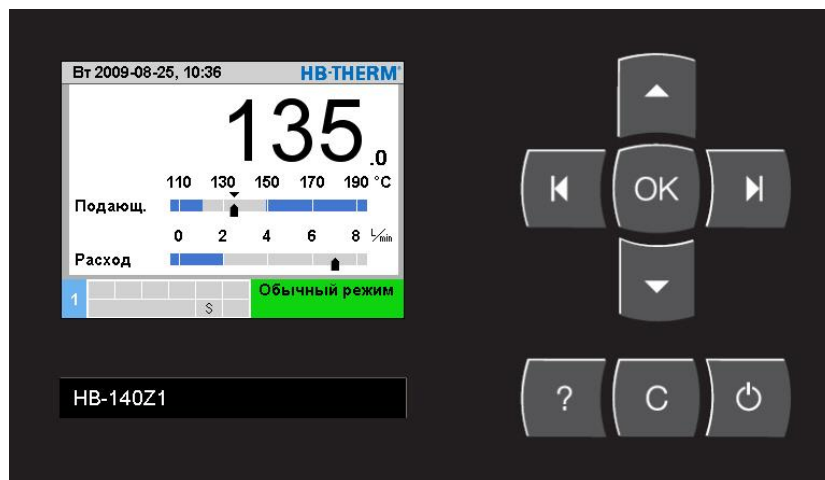 Вт 2009-08-25, 10:36 HB-THERM®
135.0
110 130 150 170 190 °C
Подающ.
0 2 4 6 8 L/min
Расход
1 Обычный режим
S
OK
HB-140Z1
? C